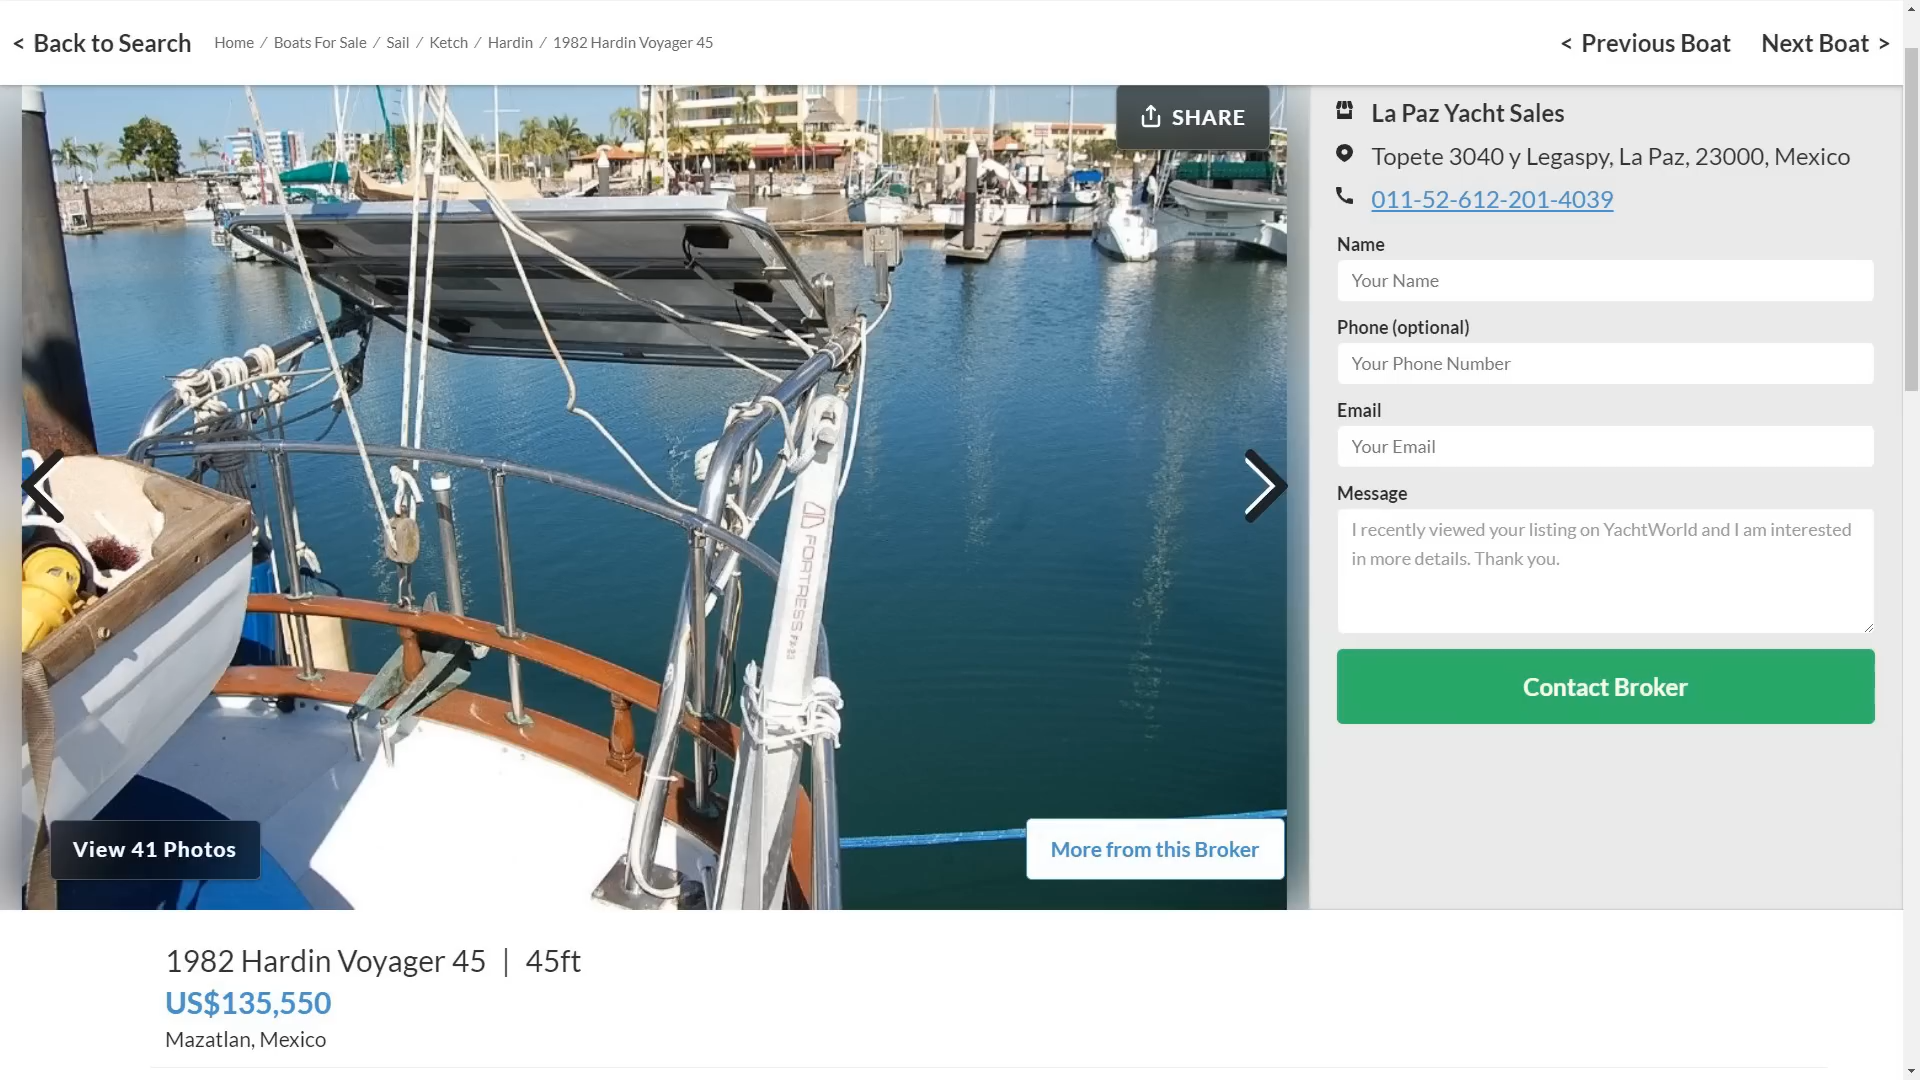 < Back to Search
Home / Boats For Sale / Sail / Ketch / Hardin / 1982 Hardin Voyager 45
< Previous Boat
Next Boat >
SHARE
FORTRESS FX-23
View 41 Photos
More from this Broker
La Paz Yacht Sales
Topete 3040 y Legaspy, La Paz, 23000, Mexico
011-52-612-201-4039
Name
Your Name
Phone (optional)
Your Phone Number
Email
Your Email
Message
I recently viewed your listing on YachtWorld and I am interested
in more details. Thank you.
Contact Broker
1982 Hardin Voyager 45 | 45ft
US$135,550
Mazatlan, Mexico